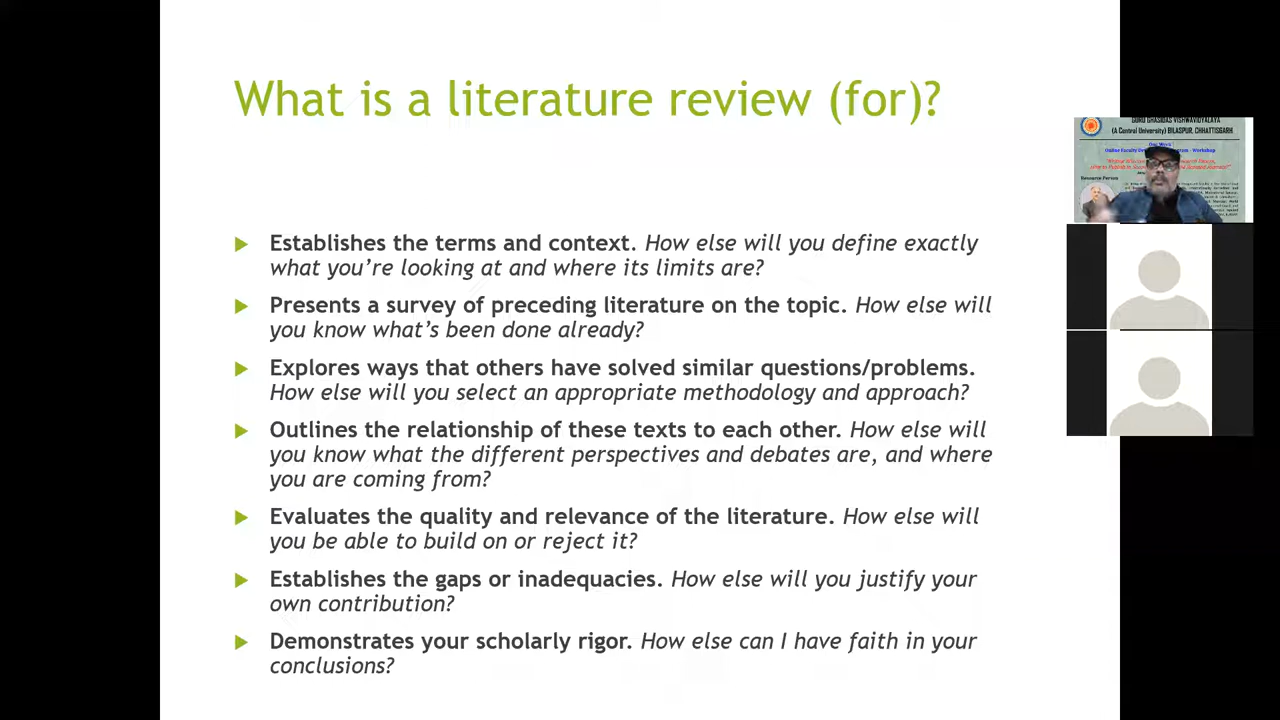 What is a literature review (for)?
Establishes the terms and context. How else will you define exactly
what you’re looking at and where its limits are?
Presents a survey of preceding literature on the topic. How else will
you know what’s been done already?
Explores ways that others have solved similar questions/problems.
How else will you select an appropriate methodology and approach?
Outlines the relationship of these texts to each other. How else will
you know what the different perspectives and debates are, and where
you are coming from?
Evaluates the quality and relevance of the literature. How else will
you be able to build on or reject it?
Establishes the gaps or inadequacies. How else will you justify your
own contribution?
Demonstrates your scholarly rigor. How else can I have faith in your
conclusions?
GURU GHASIDAS VISHWAVIDYALAYA
(A Central University) BILASPUR, CHHATTISGARH
One Week
Online Faculty - Workshop
Resource Person